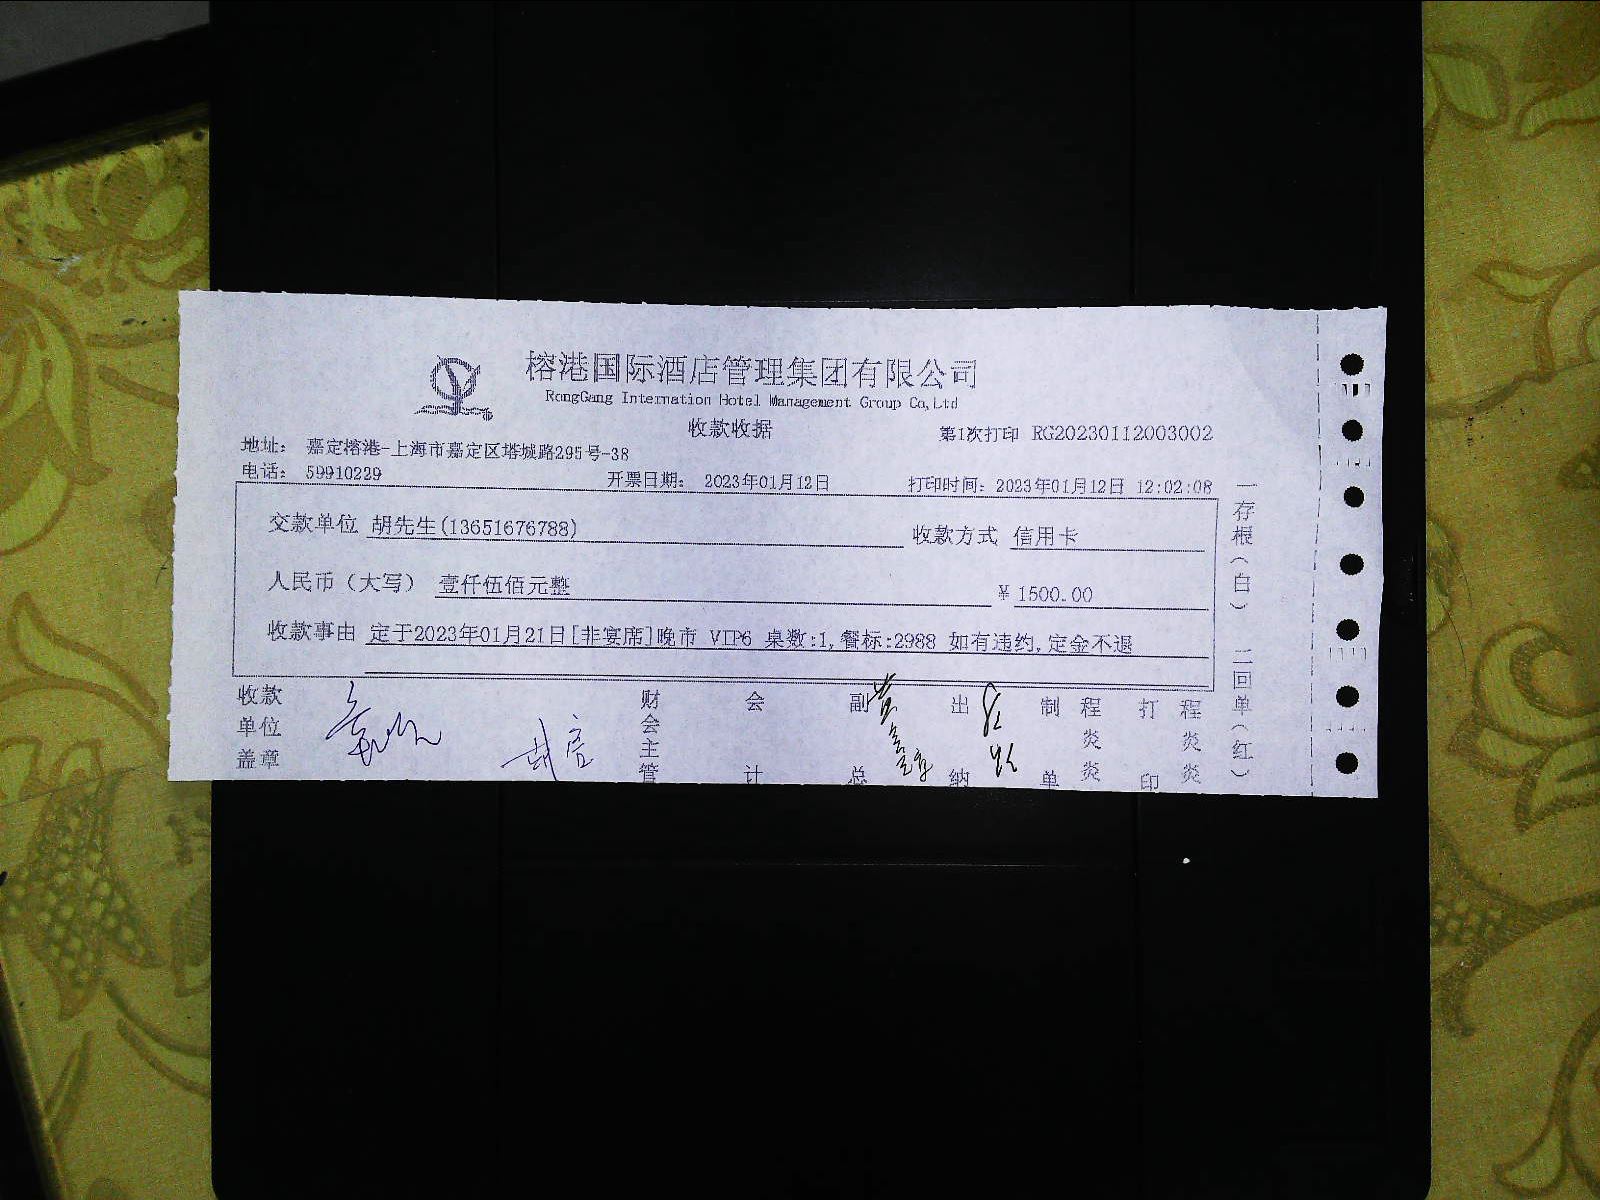 榕港国际酒店管理集团有限公司
RongGang Internation Hotel Management Group Co,Ltd
收款收据
第1次打印 RG20230112003002
地址： 嘉定榕港-上海市嘉定区塔城路295号-38
电话： 59910229 开票日期： 2023年01月12日 打印时间：2023年01月12日 12:02:08
交款单位 胡先生(13651676788) 收款方式 信用卡
人民币（大写） 壹仟伍佰元整 ¥ 1500.00
收款事由 定于2023年01月21日[非宴席]晚市 VIP6 桌数:1,餐标:2988 如有违约,定金不退
收款单位盖章 财会主管 会计 副总 出纳 制单 程炎炎 打印 程炎炎
一存根（白） 二回单（红）